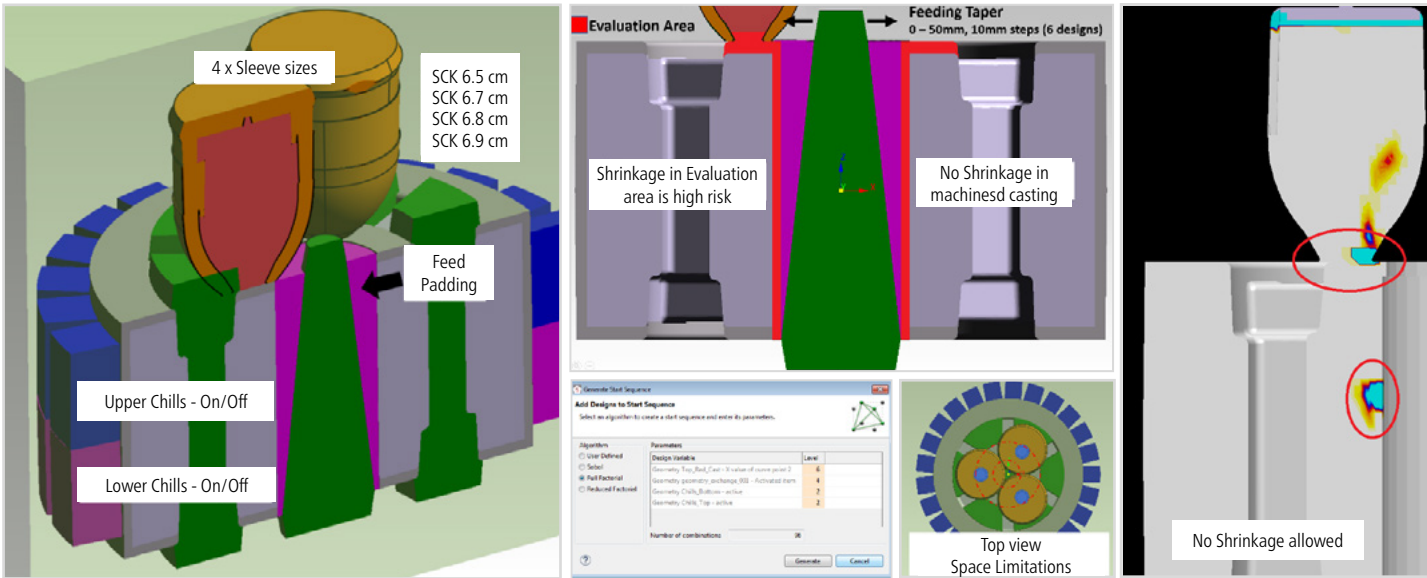 4 x Sleeve sizes
SCK 6.5 cm
SCK 6.7 cm
SCK 6.8 cm
SCK 6.9 cm
Feed
Padding
Upper Chills - On/Off
Lower Chills - On/Off
Evaluation Area
Feeding Taper
0 – 50mm, 10mm steps (6 designs)
Shrinkage in Evaluation
area is high risk
No Shrinkage in
machinesd casting
Generate Start Sequence
Add Designs to Start Sequence
Select an algorithm to create a start sequence and enter its parameters.
Algorithm
User Defined
Sobol
Full Factorial
Reduced Factorial
Parameters
Design Variable Level
Geometry Top_Red_Cast - X value of curve point 2 6
Geometry geometry_exchange_RSS - Activated item 4
Geometry Chills_Bottom - active 2
Geometry Chills_Top - active 2
Number of combinations
Generate Cancel
Top view
Space Limitations
No Shrinkage allowed